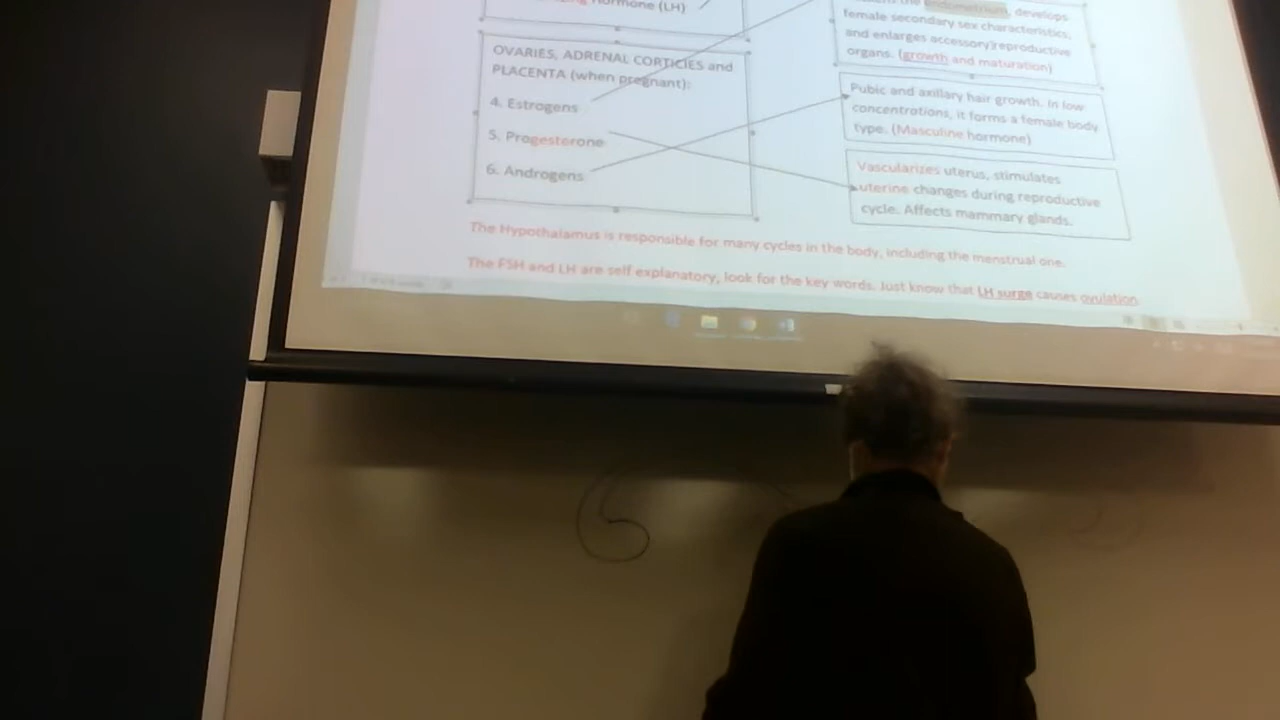 hormone (LH)
OVARIES, ADRENAL CORTICIES and
PLACENTA (when pregnant):
4. Estrogens
5. Progesterone
6. Androgens
the endometrium, develops
female secondary sex characteristics,
and enlarges accessory reproductive
organs. (growth and maturation)
Pubic and axillary hair growth. In low
concentrations, it forms a female body
type. (Masculine hormone)
Vascularizes uterus, stimulates
uterine changes during reproductive
cycle. Affects mammary glands.
The Hypothalamus is responsible for many cycles in the body, including the menstrual one.
The FSH and LH are self explanatory, look for the key words. Just know that LH surge causes ovulation